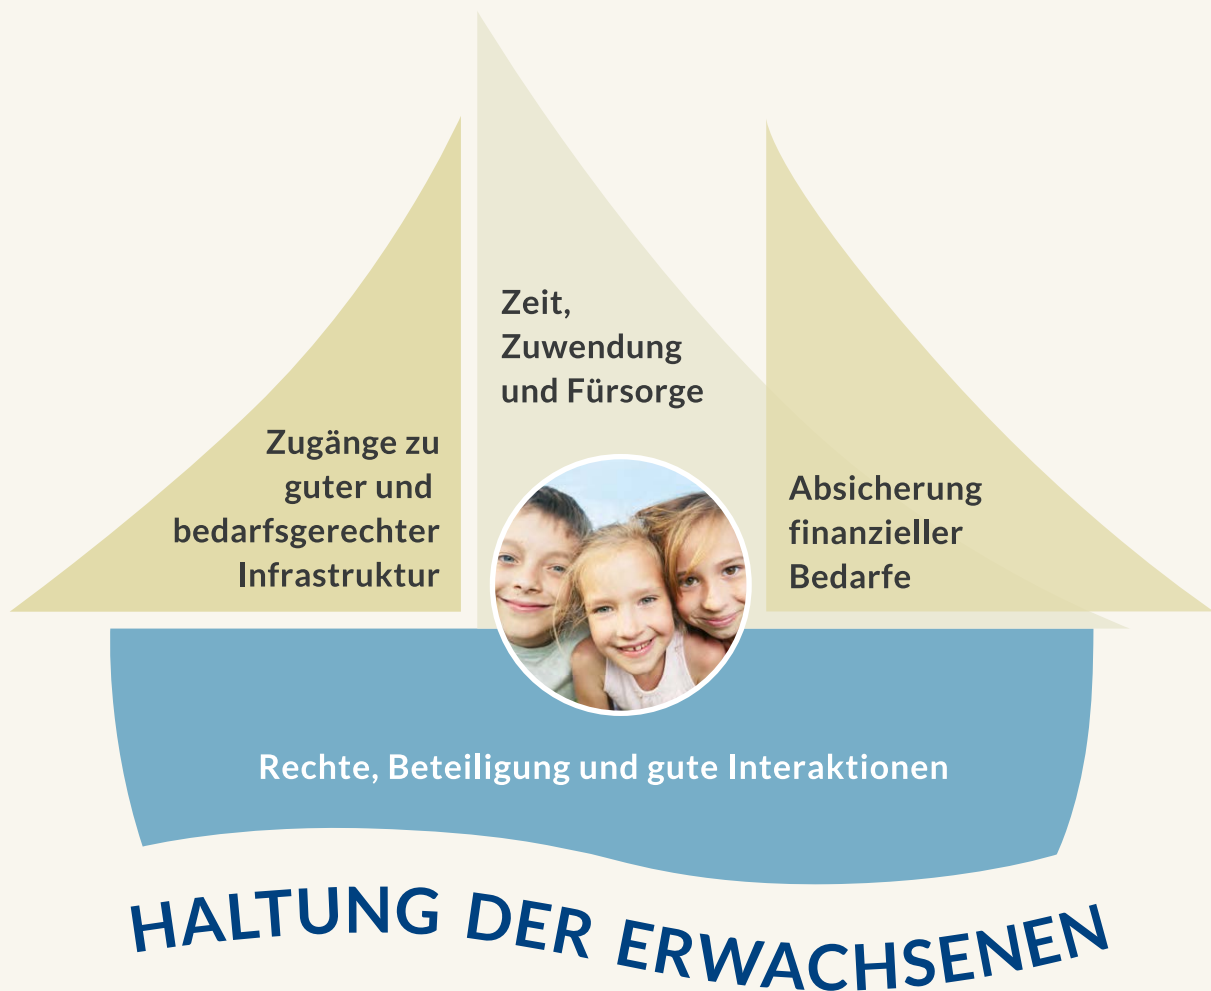 Zeit,
Zuwendung
und Fürsorge
Zugänge zu
guter und
bedarfsgerechter
Infrastruktur
Absicherung
finanzieller
Bedarfe
Rechte, Beteiligung und gute Interaktionen
HALTUNG DER ERWACHSENEN